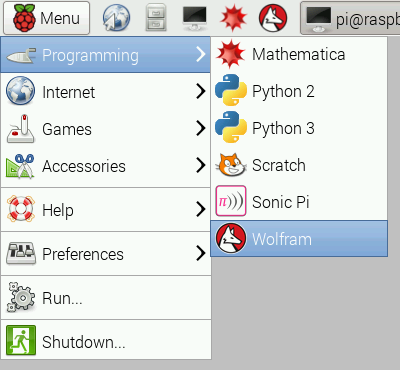 Menu
pi@raspb
Programming
Mathematica
Internet
Python 2
Games
Python 3
Accessories
Scratch
Help
π)))
Sonic Pi
Preferences
Wolfram
Run...
Shutdown...